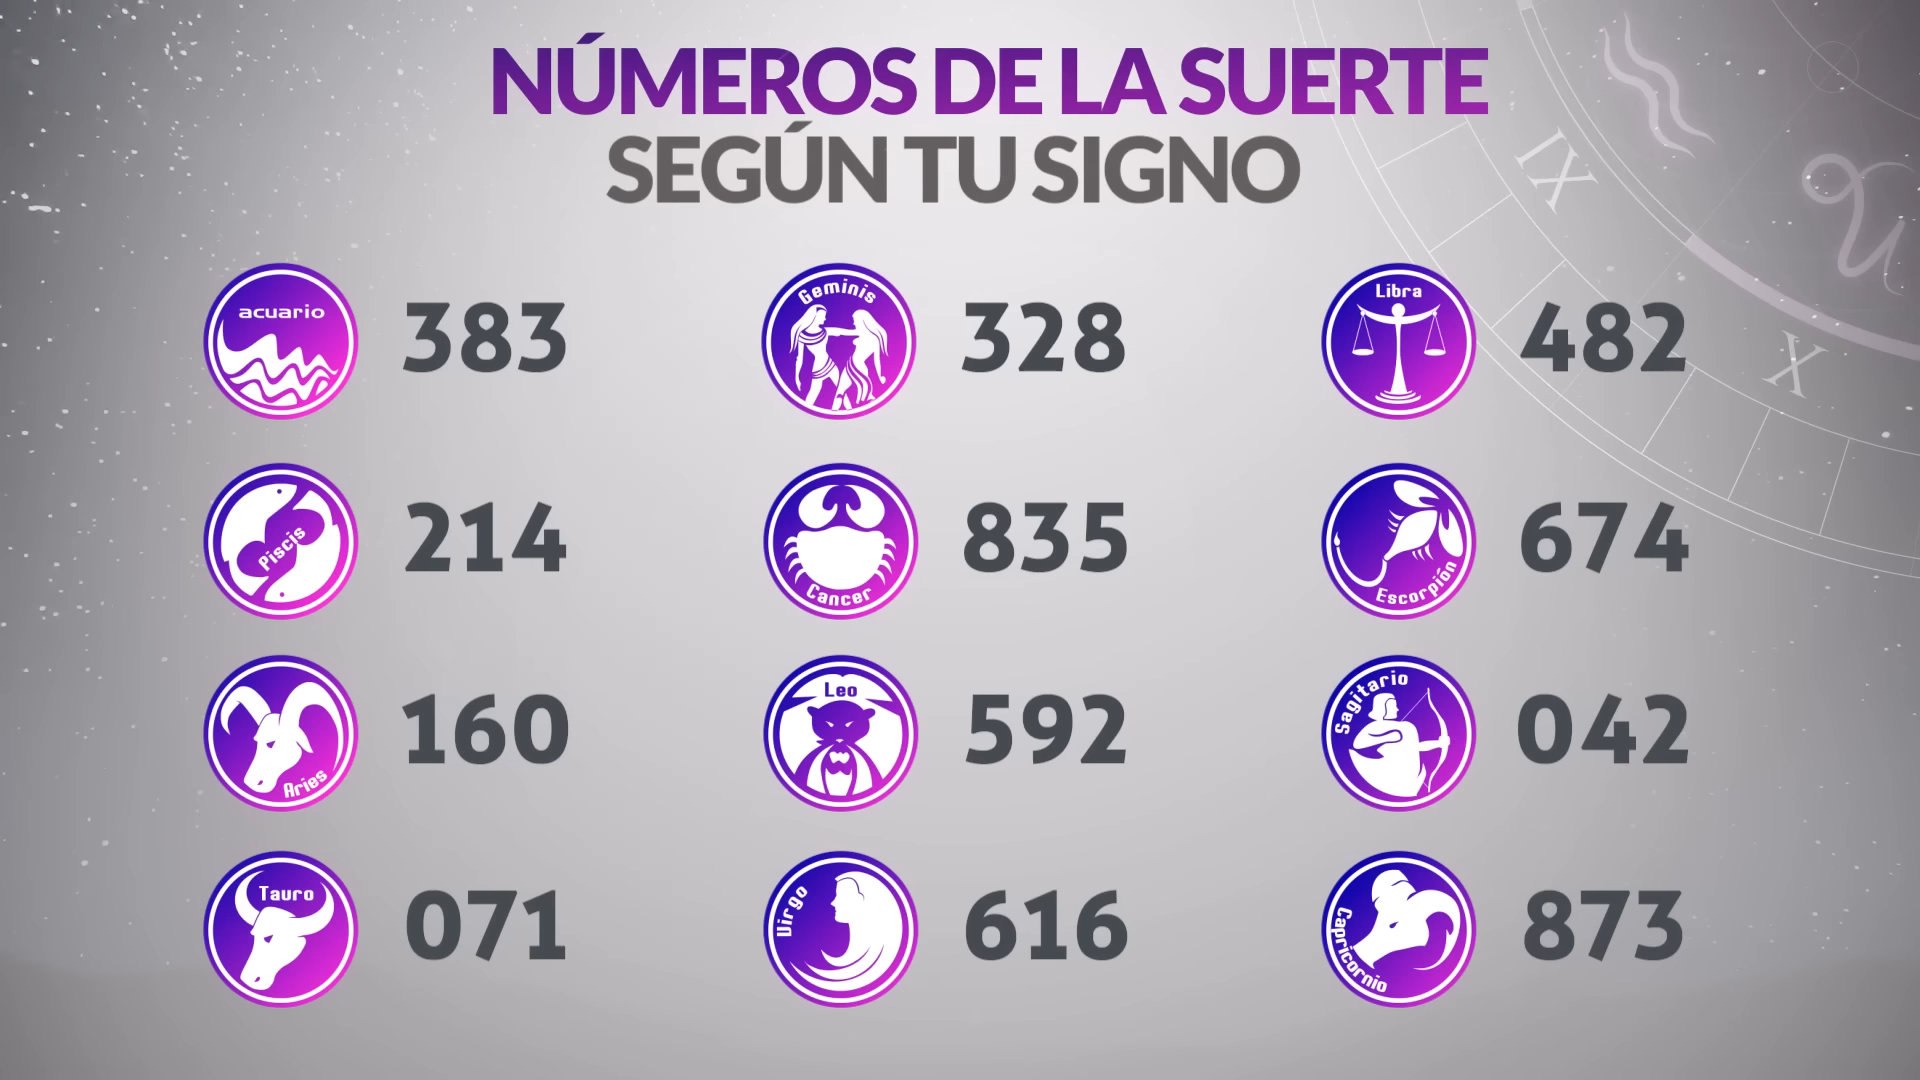 NÚMEROS DE LA SUERTE
SEGÚN TU SIGNO
acuario 383
Geminis 328
Libra 482
Piscis 214
Cancer 835
Escorpión 674
Aries 160
Leo 592
Sagitario 042
Tauro 071
Virgo 616
Capricornio 873
IX
X